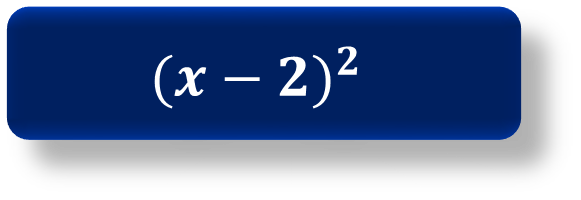 (x − 2)²